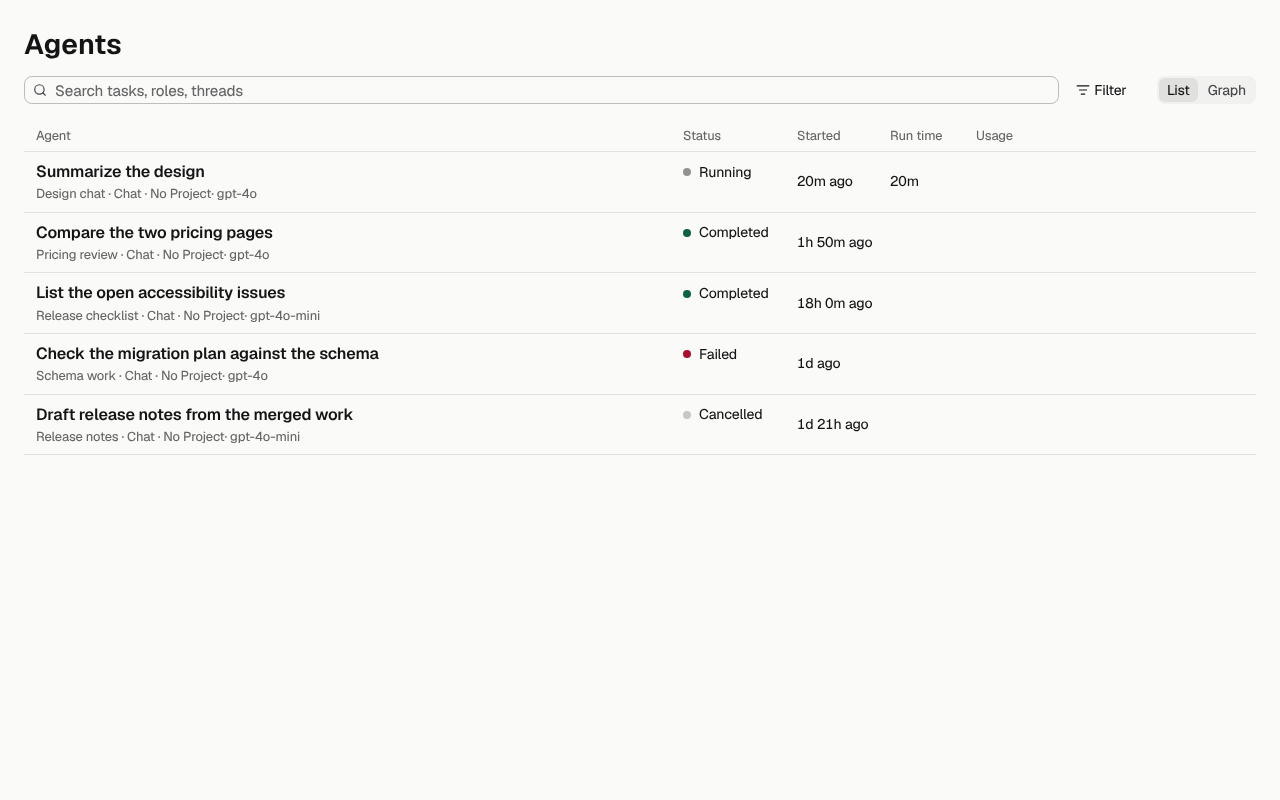 Agents
Search tasks, roles, threads
Filter
List Graph
Agent Status Started Run time Usage
Summarize the design Running 20m ago 20m
Design chat · Chat · No Project· gpt-4o
Compare the two pricing pages Completed 1h 50m ago
Pricing review · Chat · No Project· gpt-4o
List the open accessibility issues Completed 18h 0m ago
Release checklist · Chat · No Project· gpt-4o-mini
Check the migration plan against the schema Failed 1d ago
Schema work · Chat · No Project· gpt-4o
Draft release notes from the merged work Cancelled 1d 21h ago
Release notes · Chat · No Project· gpt-4o-mini